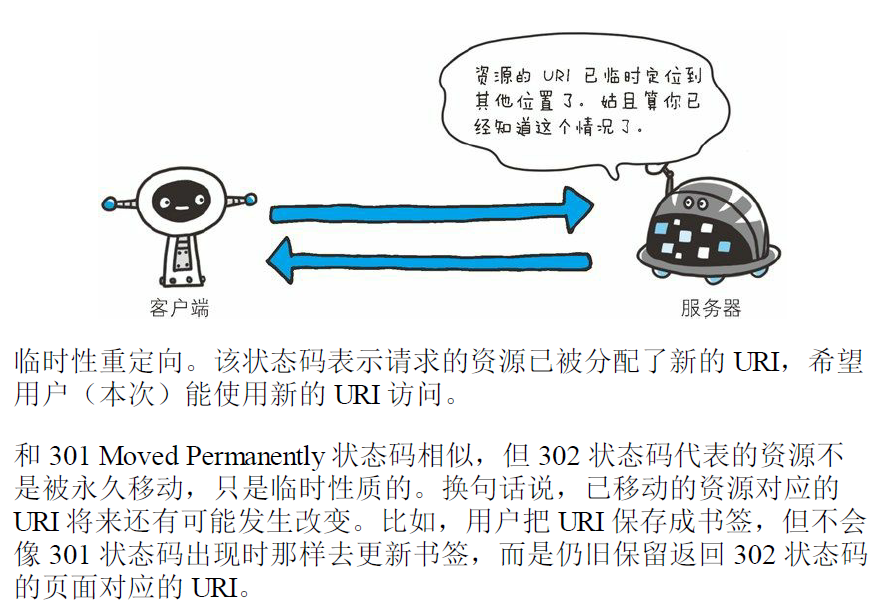 资源的 URI 已临时定位到
其他位置了。姑且算你已
经知道这个情况了。
客户端
服务器
临时性重定向。该状态码表示请求的资源已被分配了新的 URI，希望
用户（本次）能使用新的 URI 访问。
和 301 Moved Permanently 状态码相似，但 302 状态码代表的资源不
是被永久移动，只是临时性质的。换句话说，已移动的资源对应的
URI 将来还有可能发生改变。比如，用户把 URI 保存成书签，但不会
像 301 状态码出现时那样去更新书签，而是仍旧保留返回 302 状态码
的页面对应的 URI。